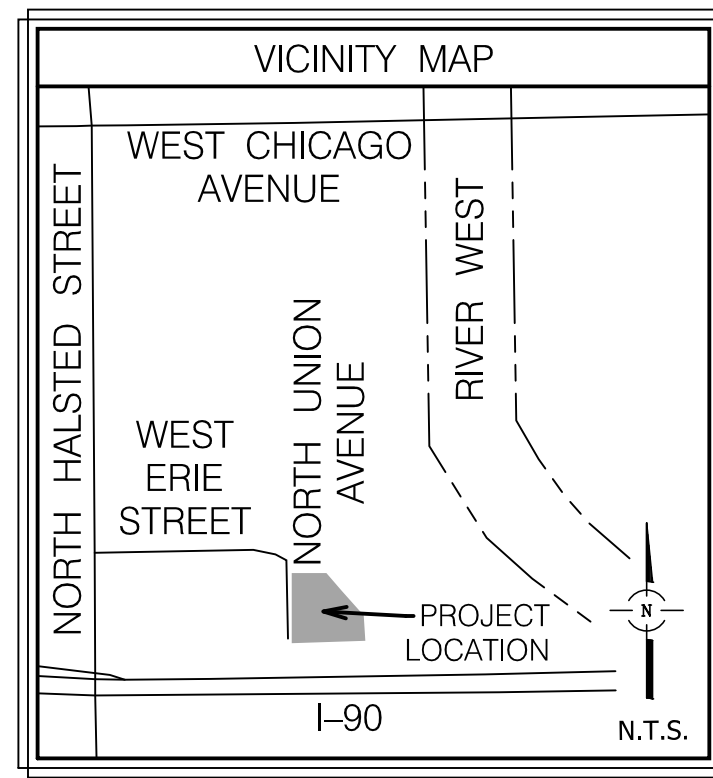 VICINITY MAP
WEST CHICAGO
AVENUE
NORTH HALSTED STREET
RIVER WEST
NORTH UNION
AVENUE
WEST
ERIE
STREET
PROJECT
LOCATION
N
I-90
N.T.S.